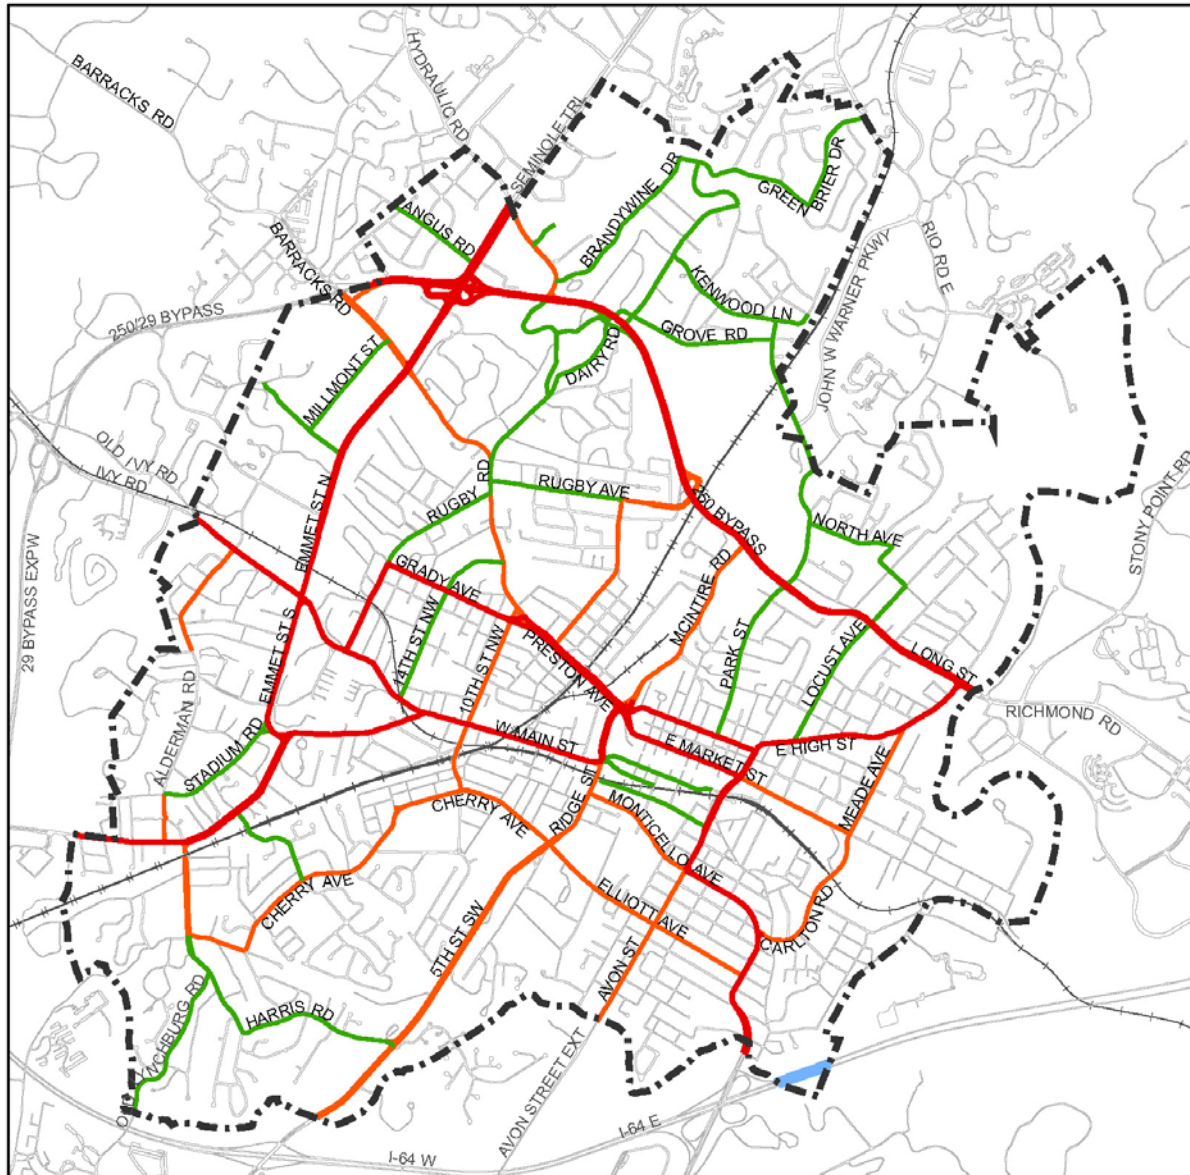 BARRACKS RD
HYDRAULIC RD
SEMINOLE TRL
BRANDYWINE DR
GREEN
BRIER DR
ANGUS RD
BARRACKS RD
RIO RD E
KENWOOD LN
JOHN W WARNER PKWY
250/29 BYPASS
GROVE RD
DAIRY RD
MILLMONT ST
OLD IVY RD
IVY RD
STONY POINT RD
EMMET ST N
RUGBY RD
RUGBY AVE
250 BYPASS
NORTH AVE
29 BYPASS EXPW
GRADY AVE
MCINTIRE RD
14TH ST NW
EMMET ST S
10TH ST NW
PRESTON AVE
PARK ST
LOCUST AVE
LONG ST
ALDERMAN RD
RICHMOND RD
STADIUM RD
W MAIN ST
E MARKET ST
E HIGH ST
MEADE AVE
RIDGE ST
CHERRY AVE
MONTICELLO AVE
CHERRY AVE
ELLIOTT AVE
CARLTON RD
5TH ST SW
AVON ST
HARRIS RD
LYNCHBURG RD
AVON STREET EXT
I-64 E
I-64 W